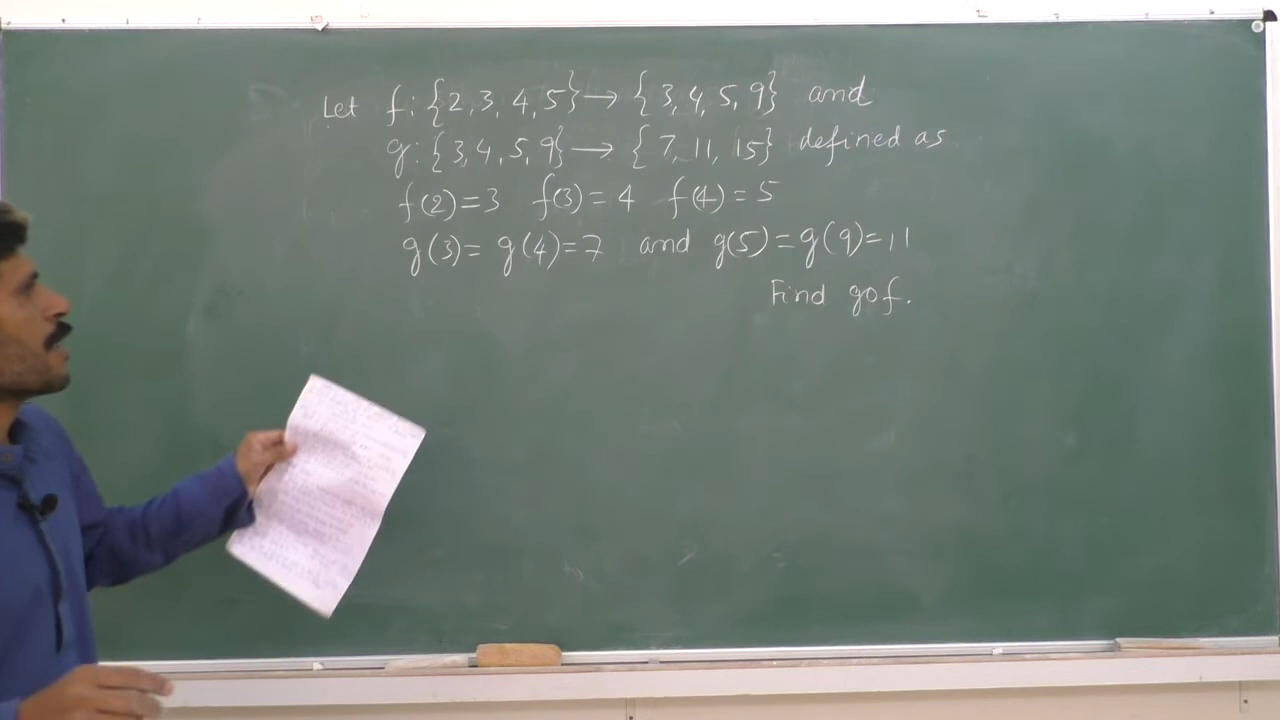 Let f: {2, 3, 4, 5} → {3, 4, 5, 9} and
g: {3, 4, 5, 9} → {7, 11, 15} defined as
f(2)=3 f(3)=4 f(4)=5
g(3)= g(4)=7 and g(5)=g(9)=11
Find gof.